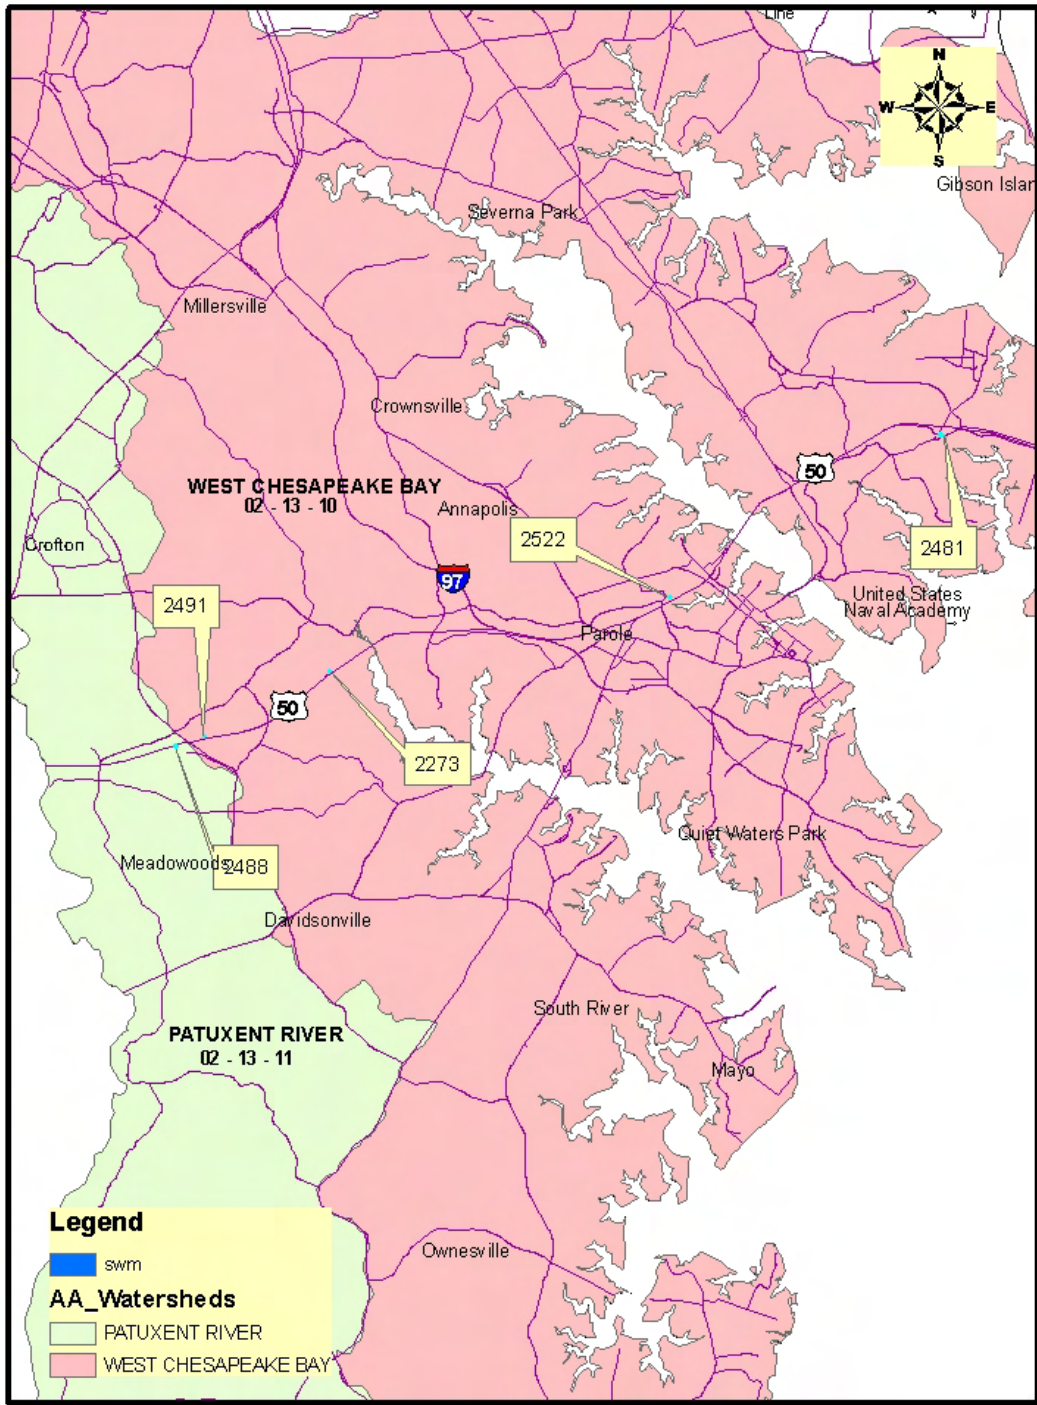 Line
N
W E
S
Gibson Islan
Severna Park
Millersville
Crownsville
50
WEST CHESAPEAKE BAY
02 - 13 - 10
Annapolis
2522
2481
Crofton
97
2491
United States
Naval Academy
Parole
50
2273
Quiet Waters Park
Meadowoods
2488
Davidsonville
South River
PATUXENT RIVER
02 - 13 - 11
Mayo
Legend
swm
Ownesville
AA_Watersheds
PATUXENT RIVER
WEST CHESAPEAKE BAY